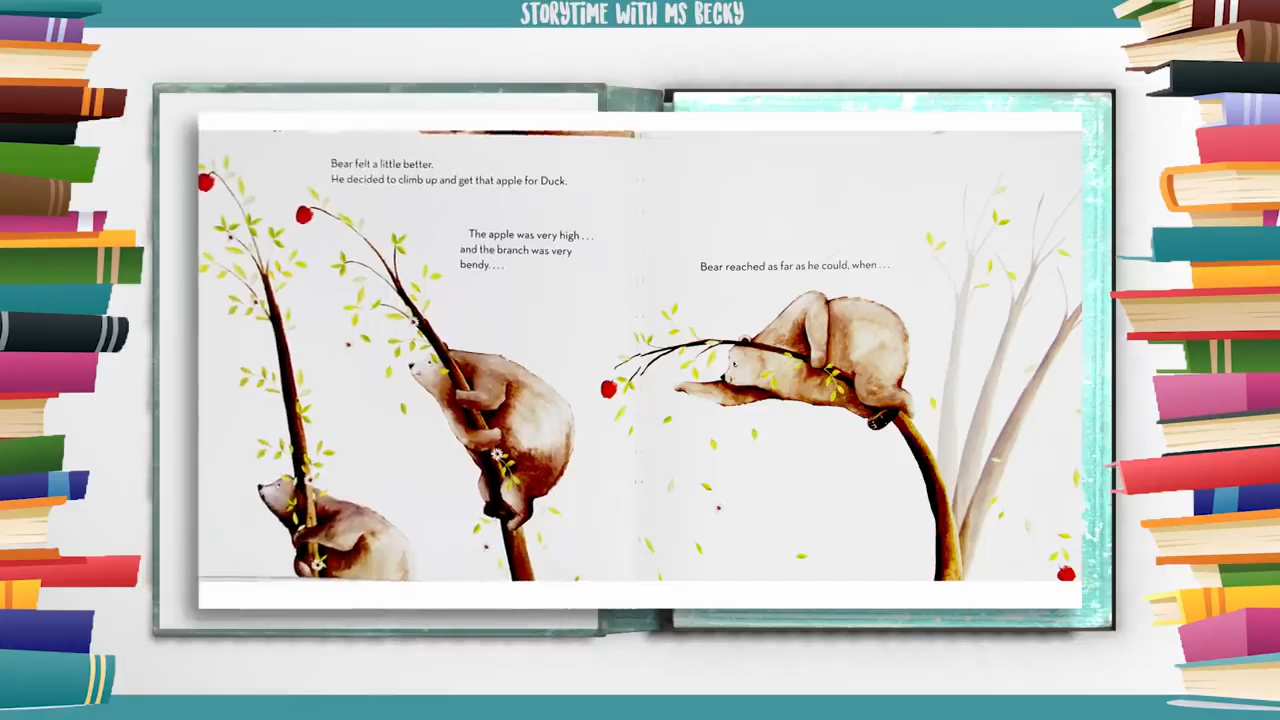 STORYTIME WITH MS BECKY
Bear felt a little better.
He decided to climb up and get that apple for Duck.
The apple was very high . . .
and the branch was very
bendy. . . .
Bear reached as far as he could, when . . .